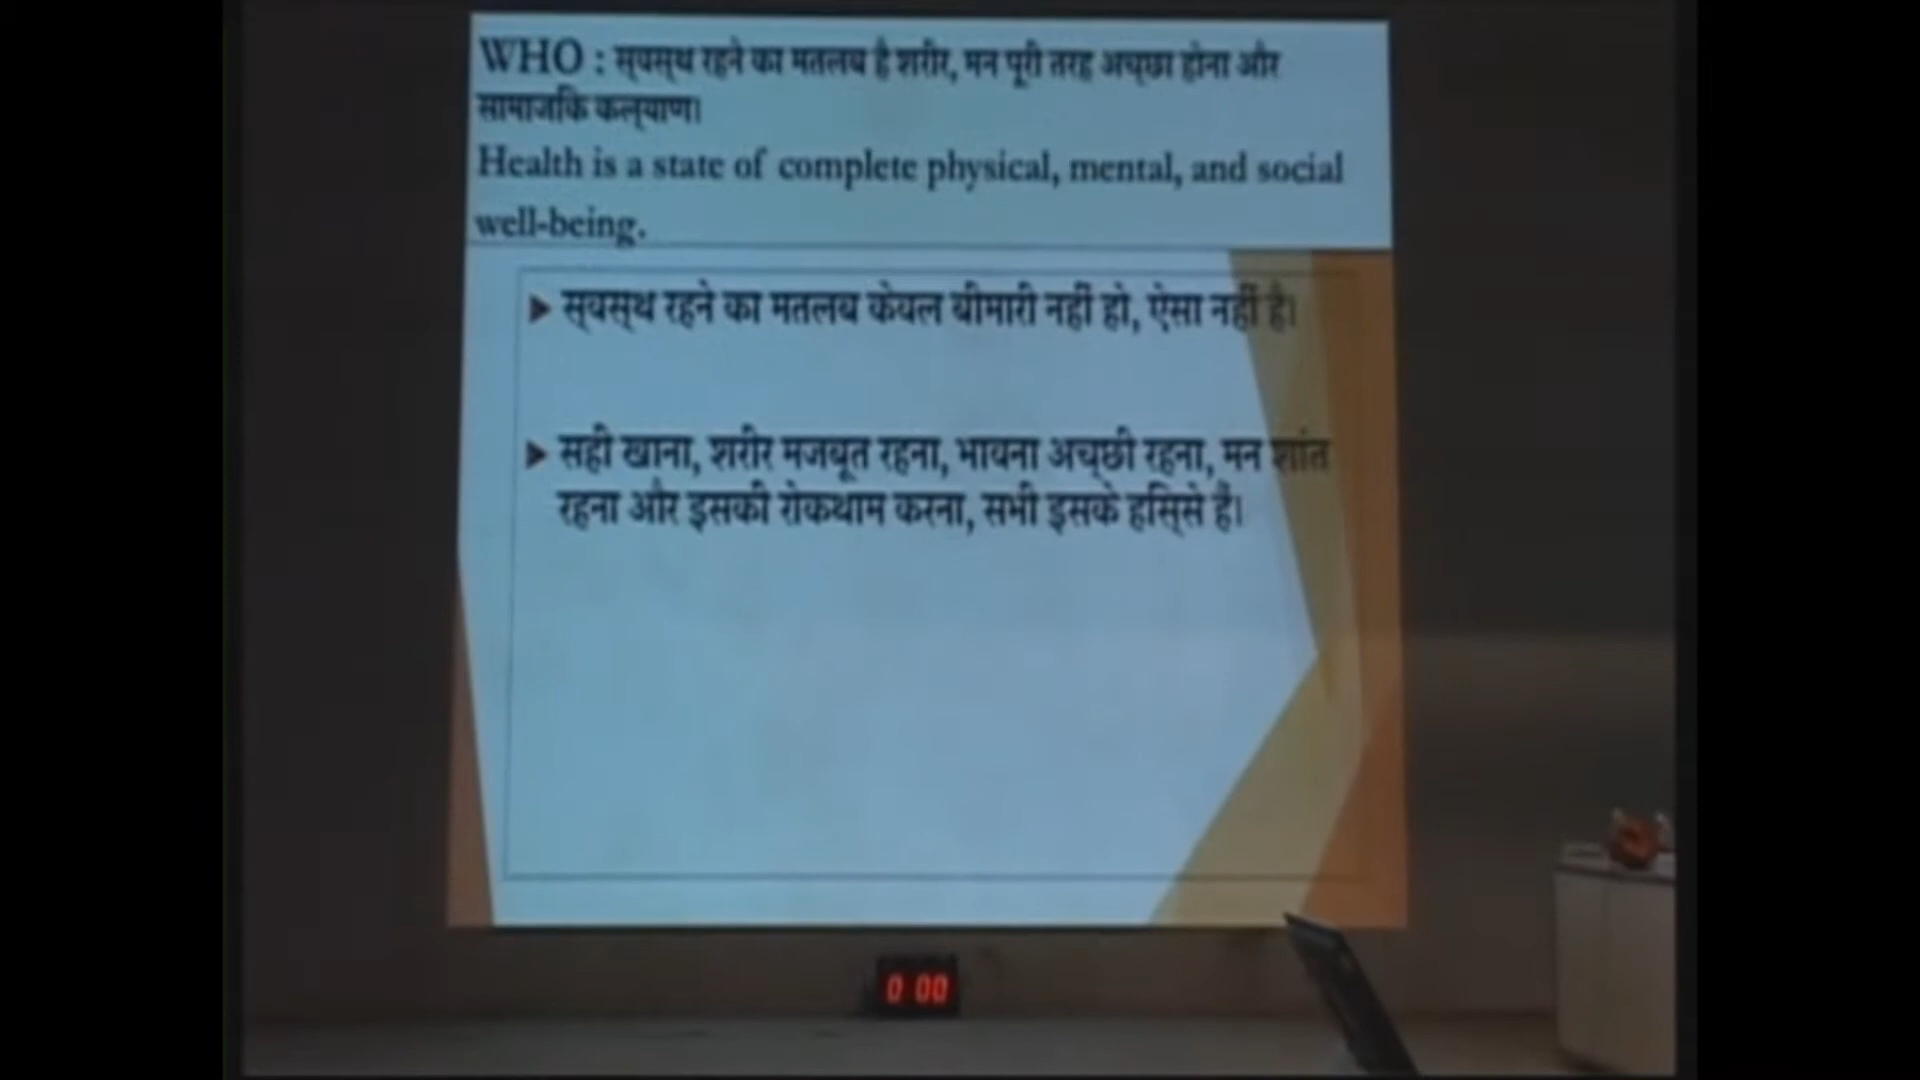 WHO : स्वस्थ रहने का मतलब है शरीर, मन पूरी तरह अच्छा होना और
सामाजकि कल्याण।
Health is a state of complete physical, mental, and social
well-being.
स्वस्थ रहने का मतलब केवल बीमारी नहीं हो, ऐसा नहीं है।
सही खाना, शरीर मजबूत रहना, भावना अच्छी रहना, मन शांत
रहना और इसकी रोकथाम करना, सभी इसके हसि्से हैं।
0 00